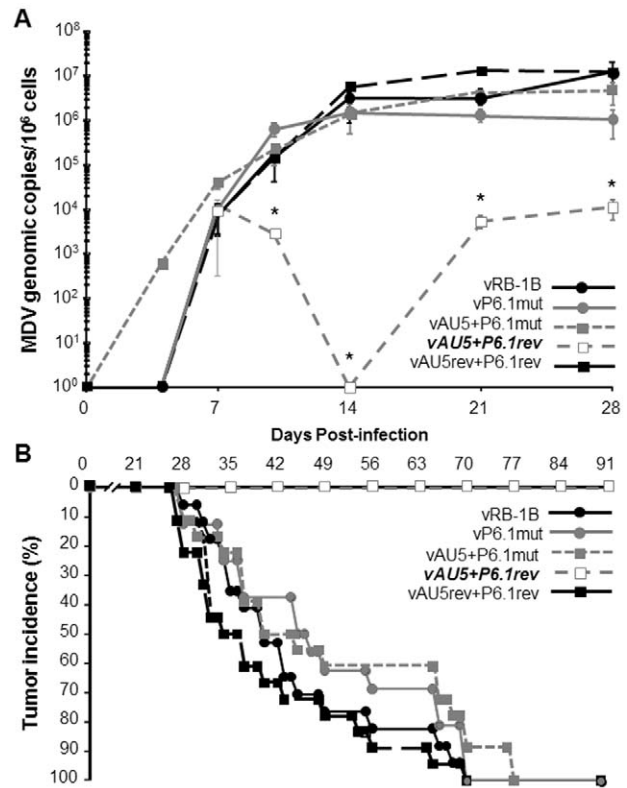 A
MDV genomic copies/10⁶ cells
10⁸
10⁷
10⁶
10⁵
10⁴
10³
10²
10¹
10⁰
*
*
*
*
vRB-1B
vP6.1mut
vAU5+P6.1mut
vAU5+P6.1rev
vAU5rev+P6.1rev
0 7 14 21 28
Days Post-infection
B
0 21 28 35 42 49 56 63 70 77 84 91
Tumor incidence (%)
0
10
20
30
40
50
60
70
80
90
100
vRB-1B
vP6.1mut
vAU5+P6.1mut
vAU5+P6.1rev
vAU5rev+P6.1rev